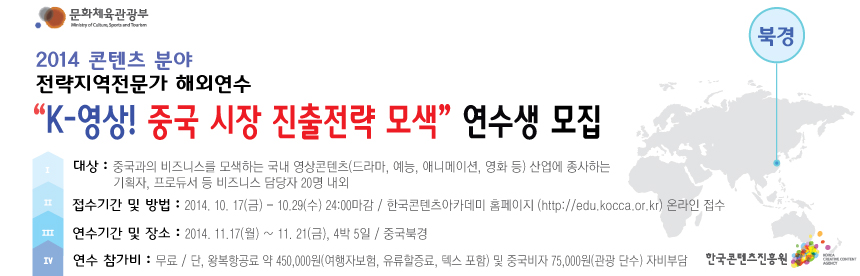 문화체육관광부
Ministry of Culture, Sports and Tourism
북경
2014 콘텐츠 분야
전략지역전문가 해외연수
“K-영상! 중국 시장 진출전략 모색” 연수생 모집
I 대상 : 중국과의 비즈니스를 모색하는 국내 영상콘텐츠(드라마, 예능, 애니메이션, 영화 등) 산업에 종사하는
기획자, 프로듀서 등 비즈니스 담당자 20명 내외
II 접수기간 및 방법 : 2014. 10. 17(금) – 10.29(수) 24:00마감 / 한국콘텐츠아카데미 홈페이지 (http://edu.kocca.or.kr) 온라인 접수
III 연수기간 및 장소 : 2014. 11.17(월) ~ 11. 21(금), 4박 5일 / 중국북경
IV 연수 참가비 : 무료 / 단, 왕복항공료 약 450,000원(여행자보험, 유류할증료, 텍스 포함) 및 중국비자 75,000원(관광 단수) 자비부담
한국콘텐츠진흥원
KOREA
CREATIVE CONTENT
AGENCY